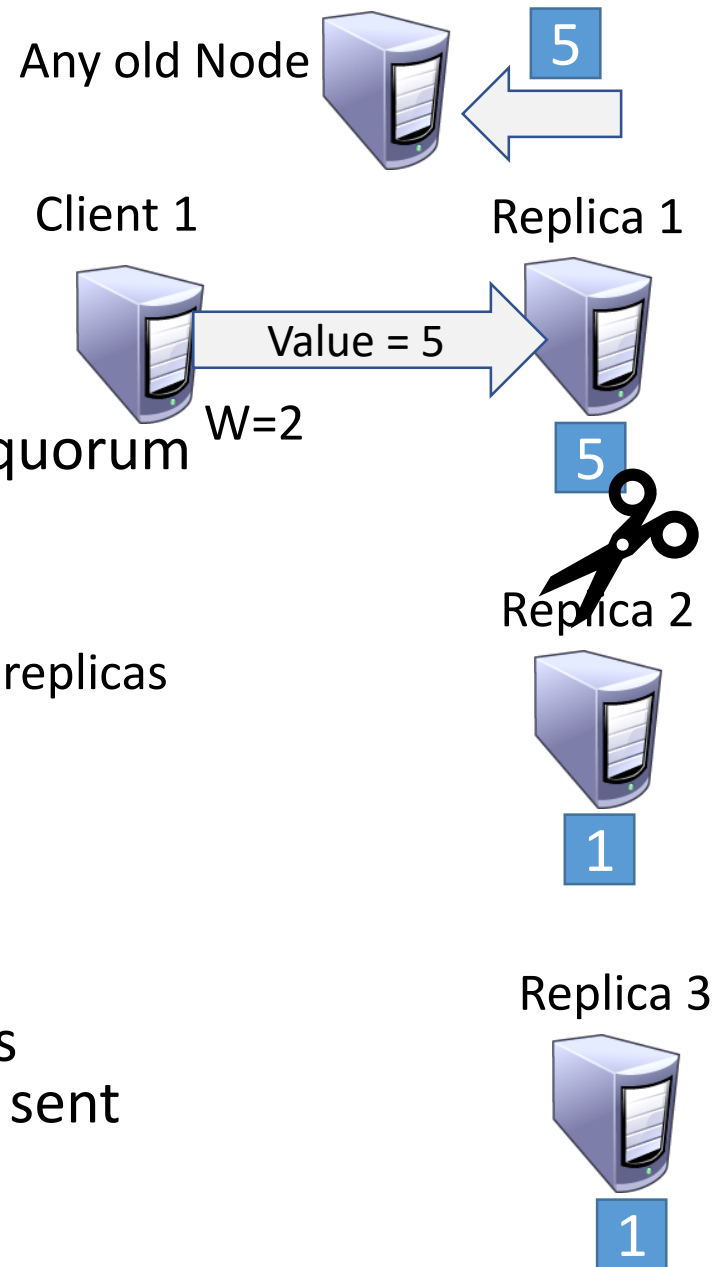 Any old Node
5
Client 1
Replica 1
Value = 5
W=2
quorum
5
Replica 2
replicas
1
Replica 3
s
sent
1